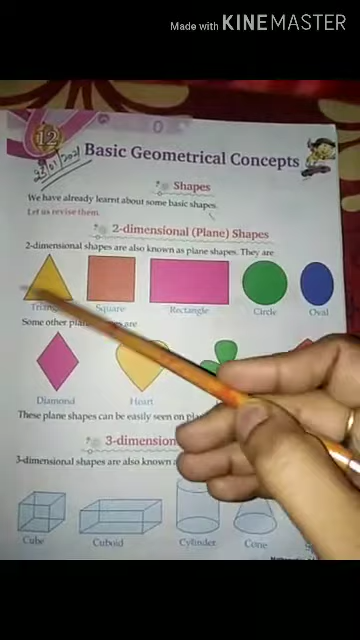 Made with KINEMASTER
12
Basic Geometrical Concepts
Shapes
We have already learnt about some basic shapes.
Let us revise them.
2-dimensional (Plane) Shapes
2-dimensional shapes are also known as plane shapes. They are
Square Rectangle Circle Oval
Some other
Diamond Heart
These plane shapes can be easily seen on
3-dimension
3-dimensional shapes are also known
Cube Cuboid Cylinder Cone